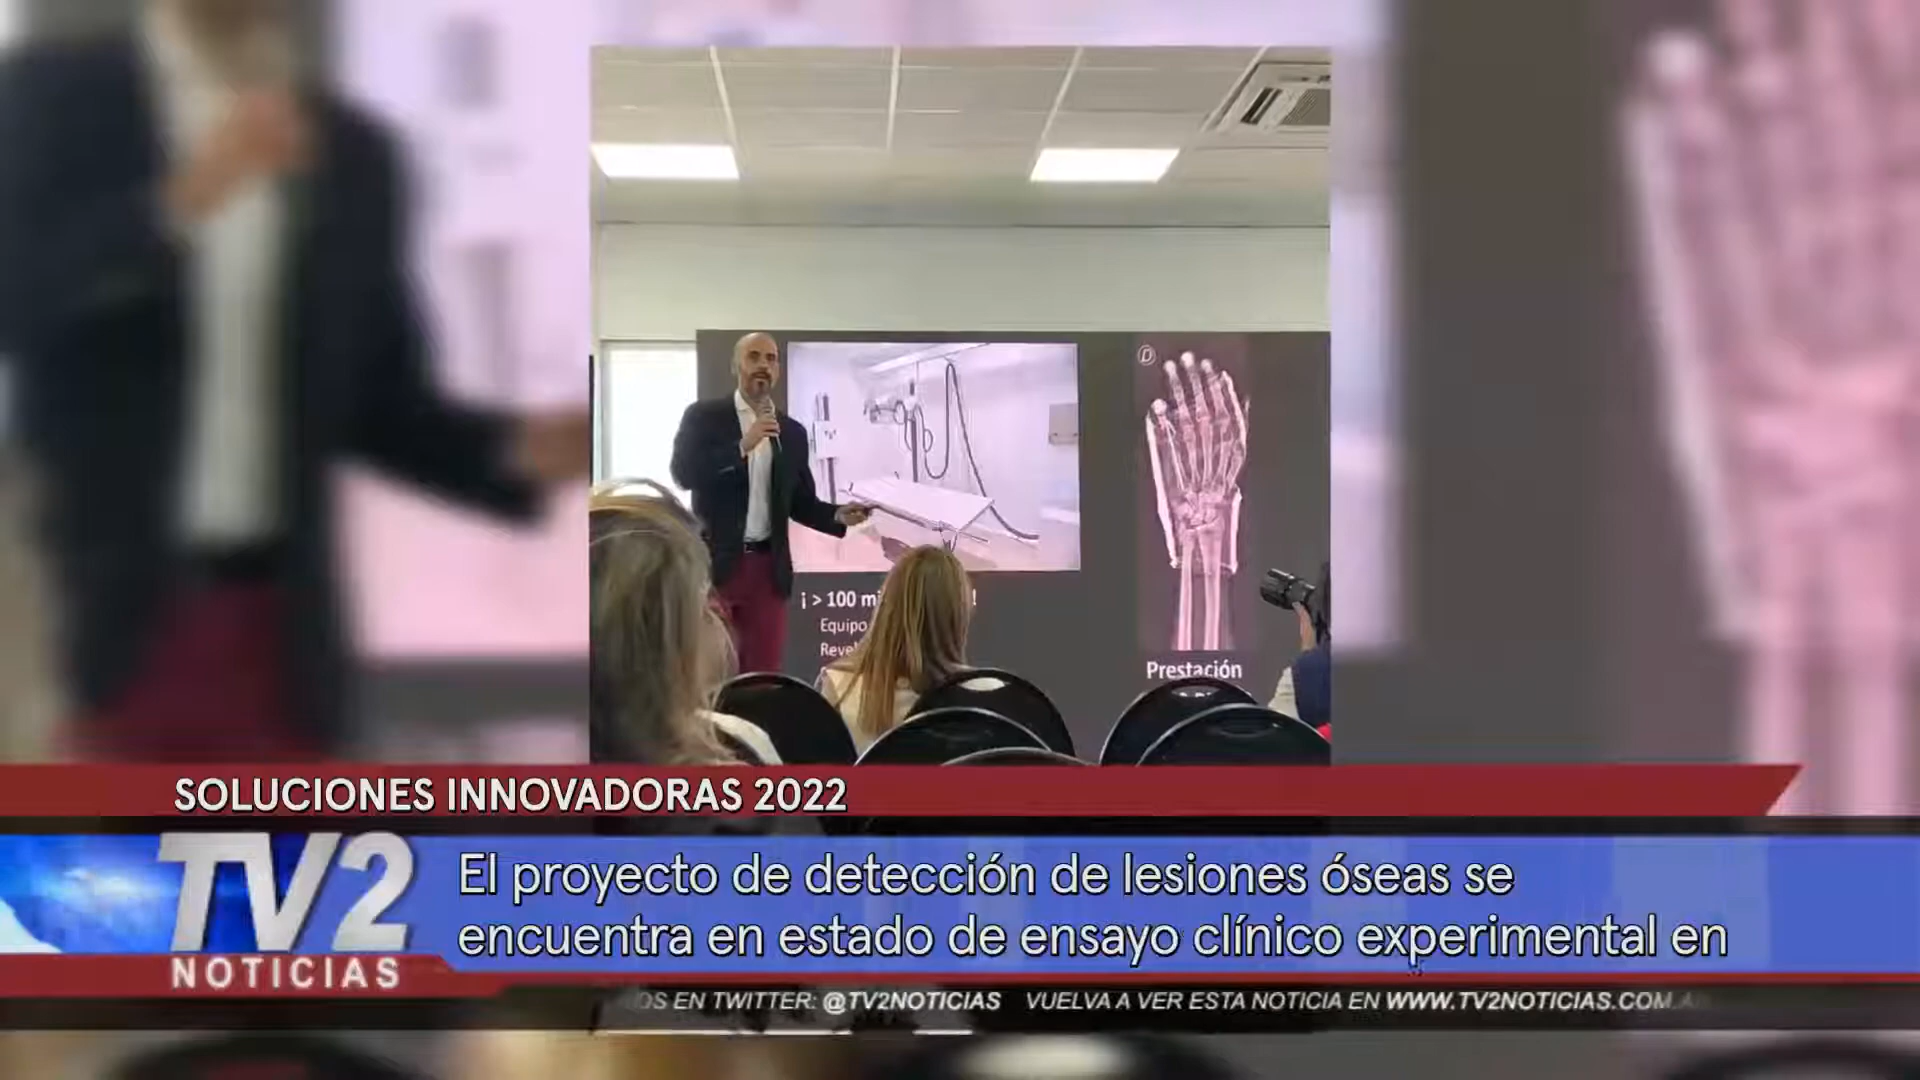 D
¡ > 100 mi
!
Equipo
Prestación
SOLUCIONES INNOVADORAS 2022
TV2
NOTICIAS
El proyecto de detección de lesiones óseas se
encuentra en estado de ensayo clínico experimental en
EN TWITTER: @TV2NOTICIAS VUELVA A VER ESTA NOTICIA EN WWW.TV2NOTICIAS.COM.A